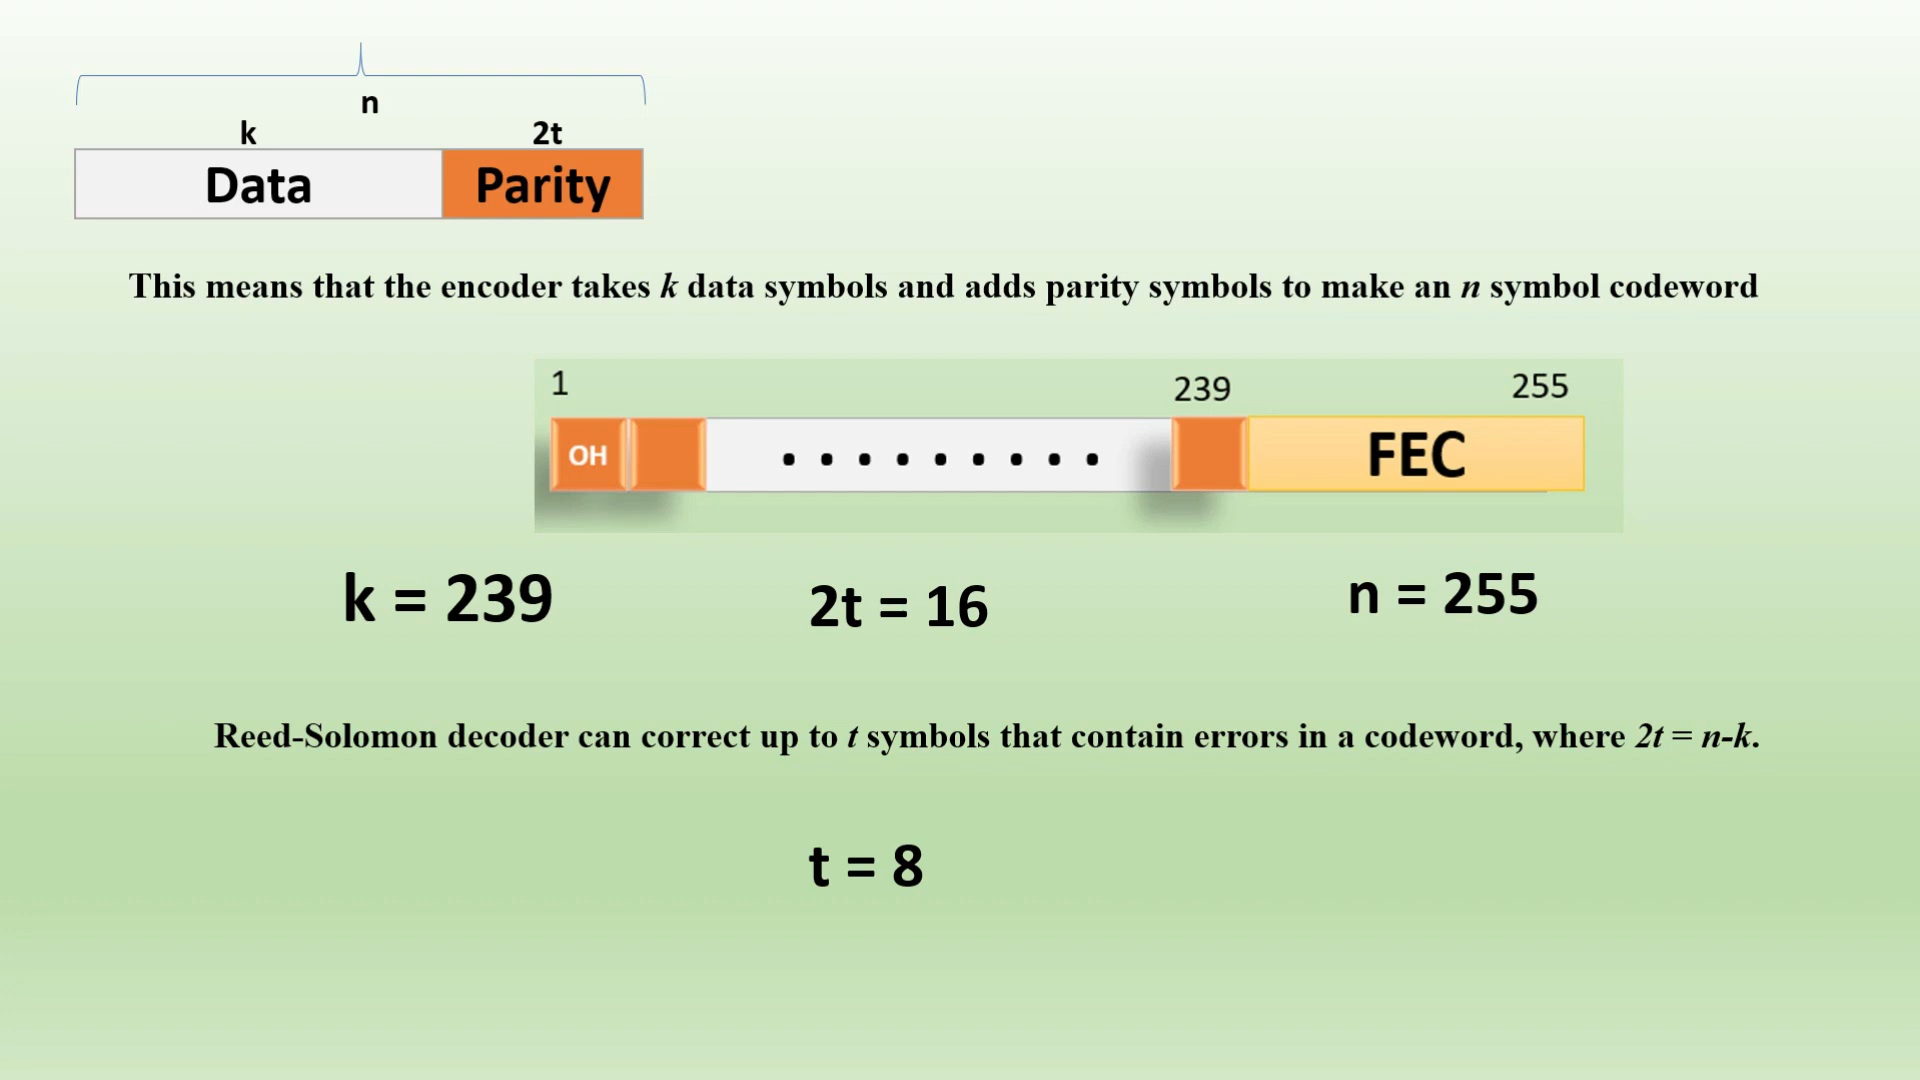 n
k 2t
Data Parity
This means that the encoder takes k data symbols and adds parity symbols to make an n symbol codeword
1 239 255
OH FEC
k = 239 2t = 16 n = 255
Reed-Solomon decoder can correct up to t symbols that contain errors in a codeword, where 2t = n-k.
t = 8